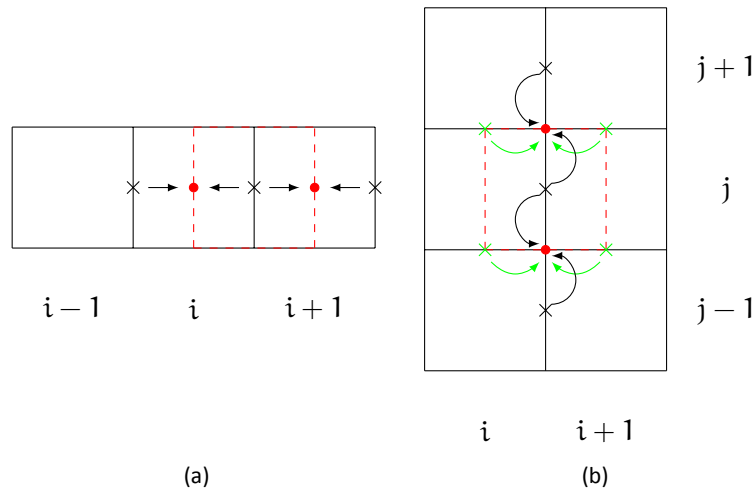 i − 1
i
i + 1
(a)
j + 1
j
j − 1
i
i + 1
(b)